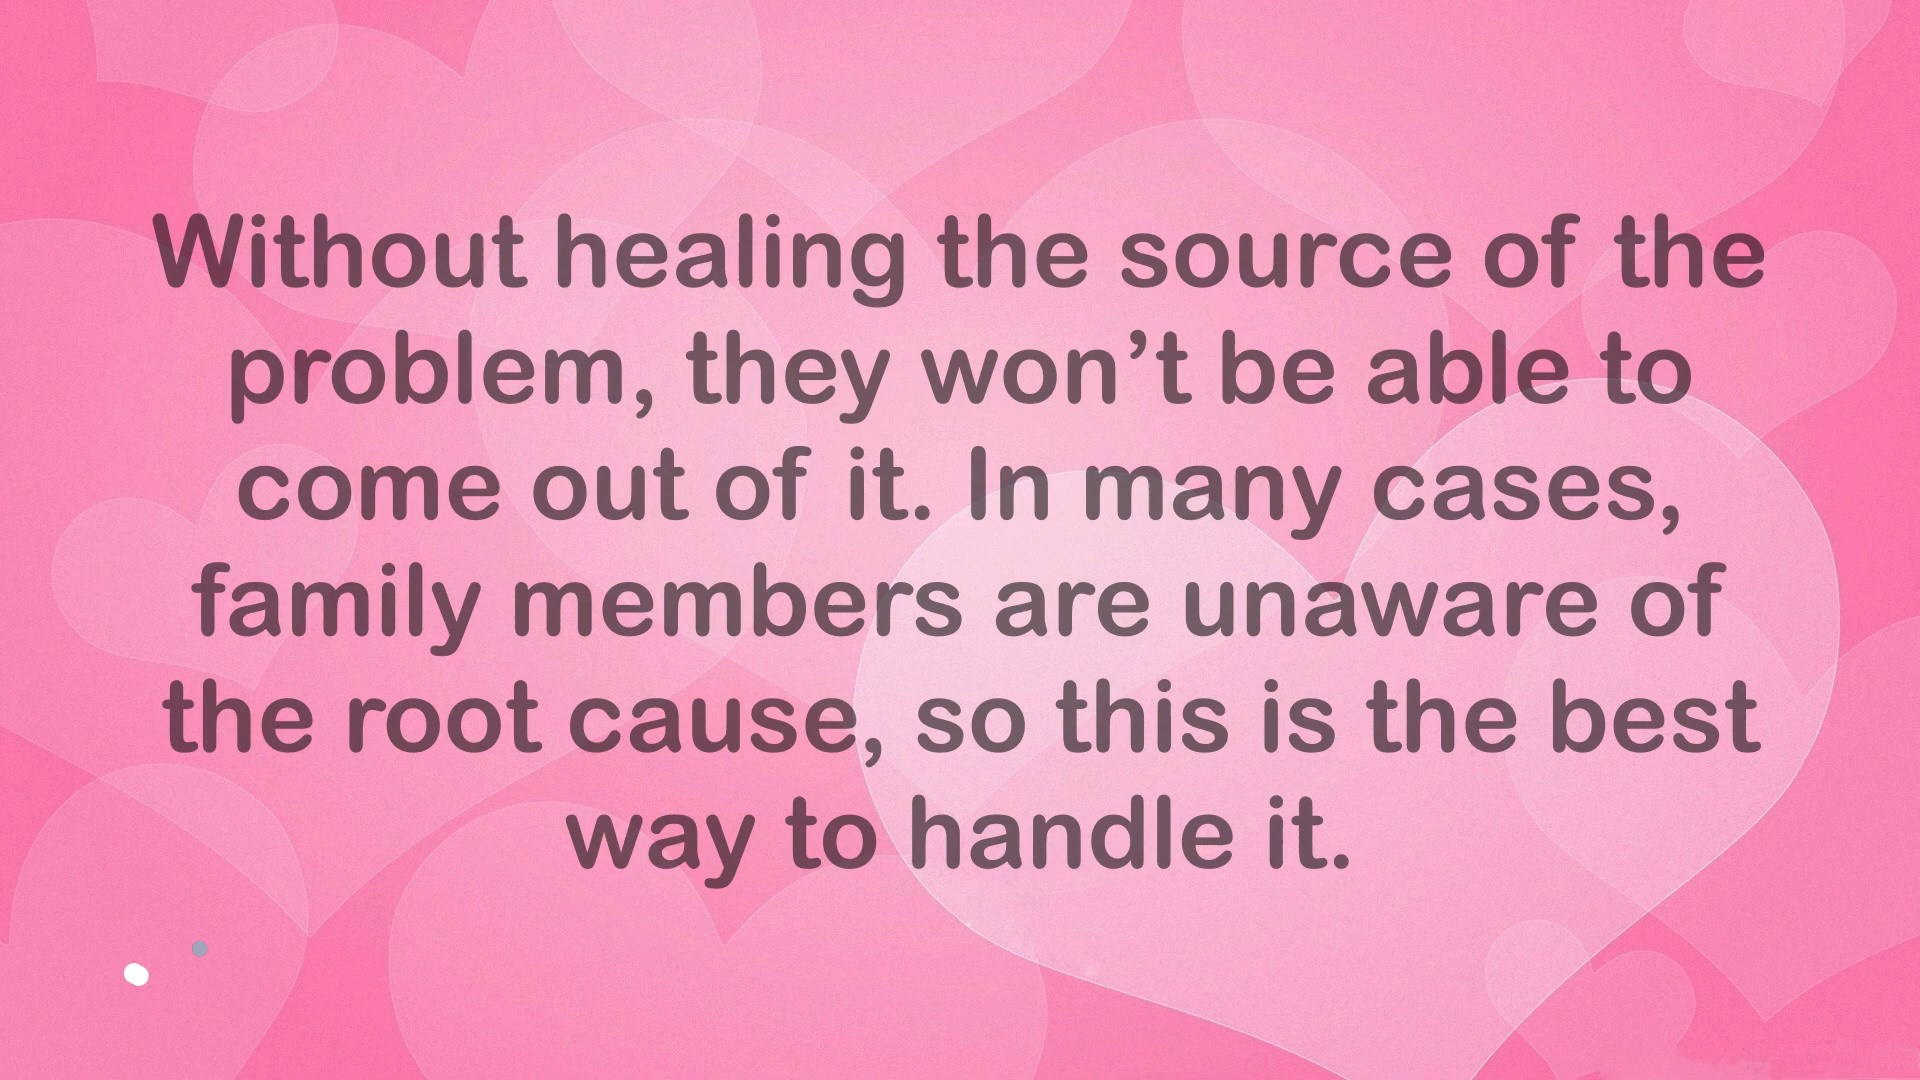 Without healing the source of the
problem, they won’t be able to
come out of it. In many cases,
family members are unaware of
the root cause, so this is the best
way to handle it.